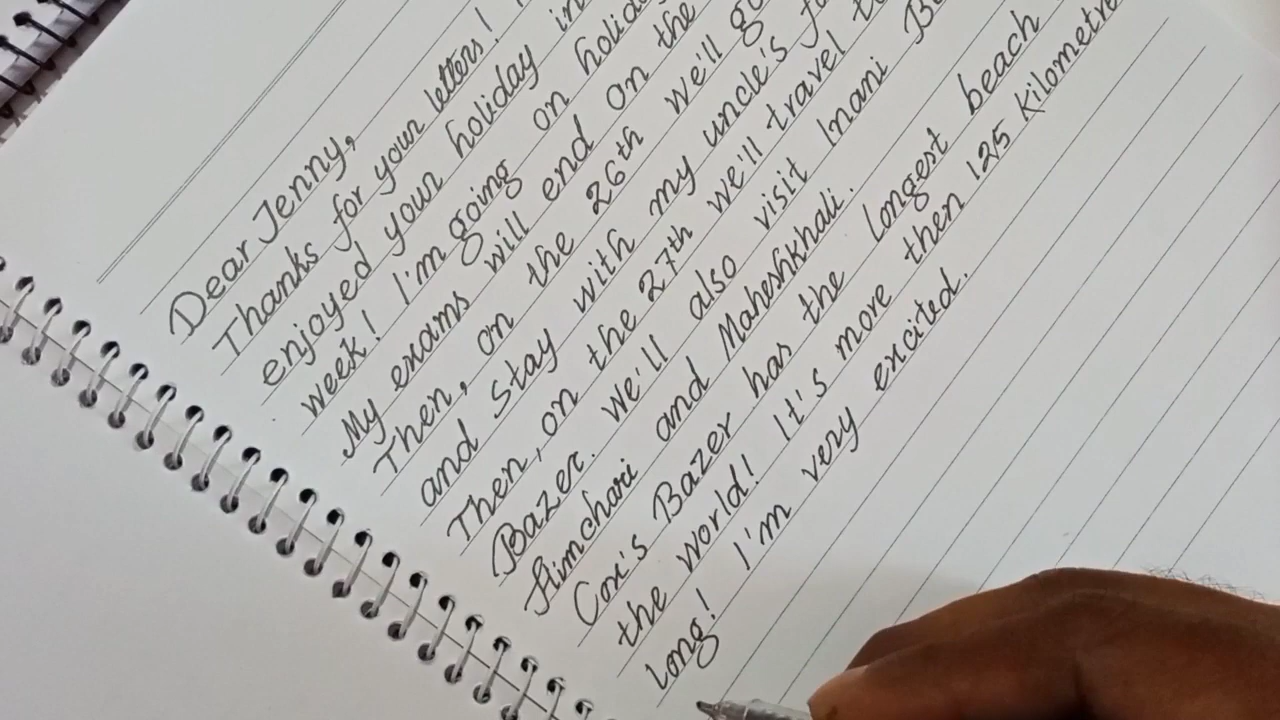 Dear Jenny,
Thanks for your letters!
enjoyed your holiday in
week! I'm going on holiday
My exams will end on the
Then, on the 26th we'll go
and stay with my uncle's
Then, on the 27th we'll travel
Bazer. We'll also visit Inani
Himchari and Maheshkhali.
Cox's Bazer has the longest beach
the world! It's more then 125 kilometre
long! I'm very excited.